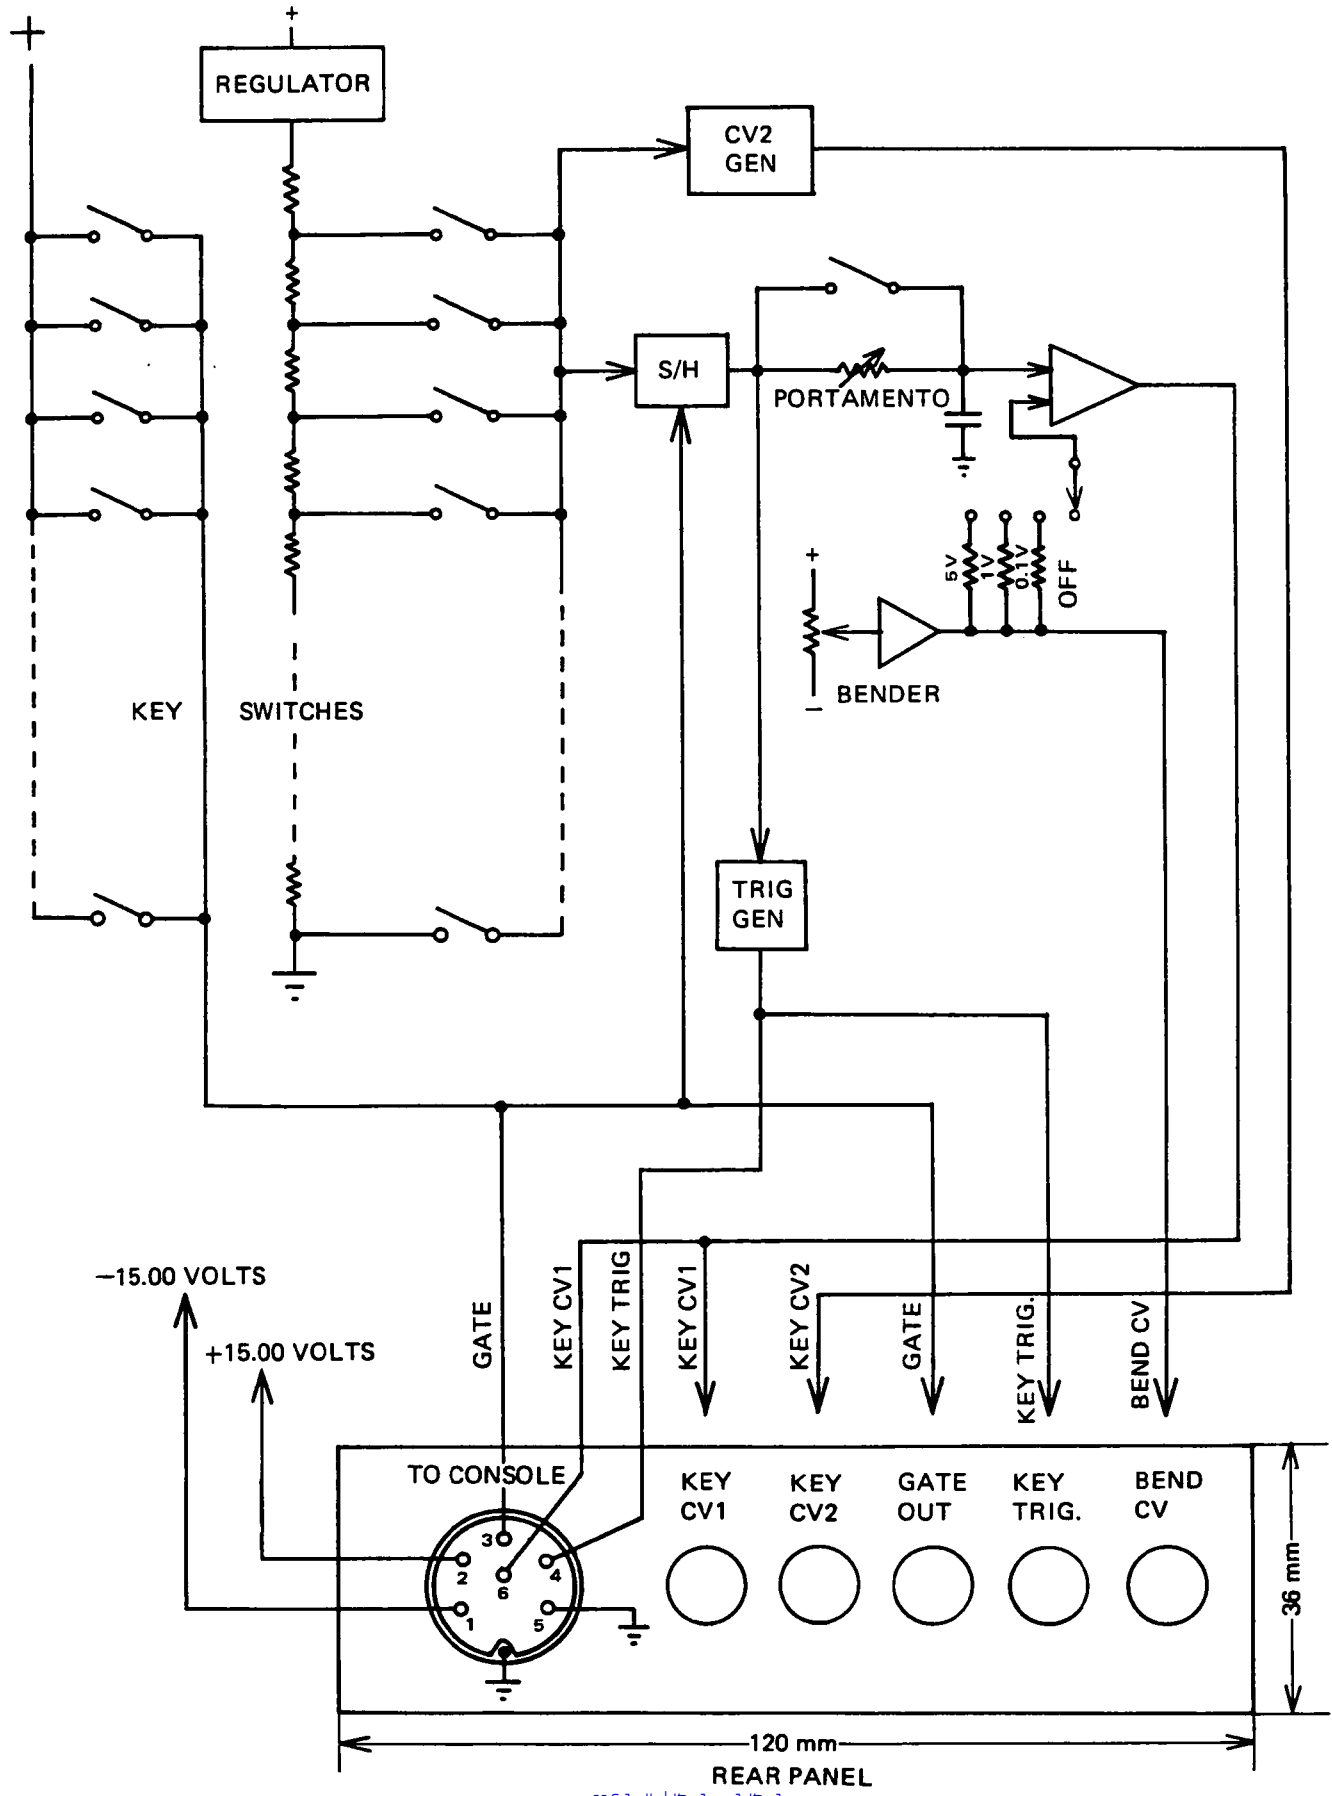 +
+
REGULATOR
CV2
GEN
S/H
PORTAMENTO
5V
1V
0.1V
OFF
+
−
BENDER
KEY SWITCHES
TRIG
GEN
−15.00 VOLTS
+15.00 VOLTS
GATE
KEY CV1
KEY TRIG
KEY CV1
KEY CV2
GATE
KEY TRIG.
BEND CV
TO CONSOLE
KEY
CV1
KEY
CV2
GATE
OUT
KEY
TRIG.
BEND
CV
3
2
4
6
1
5
36 mm
120 mm
REAR PANEL